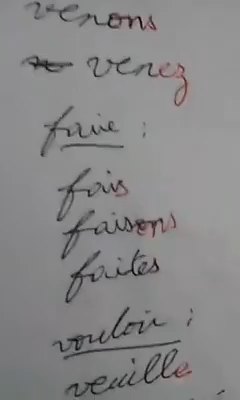 venons
venez
faire :
fais
faisons
faites
vouloir :
veuille